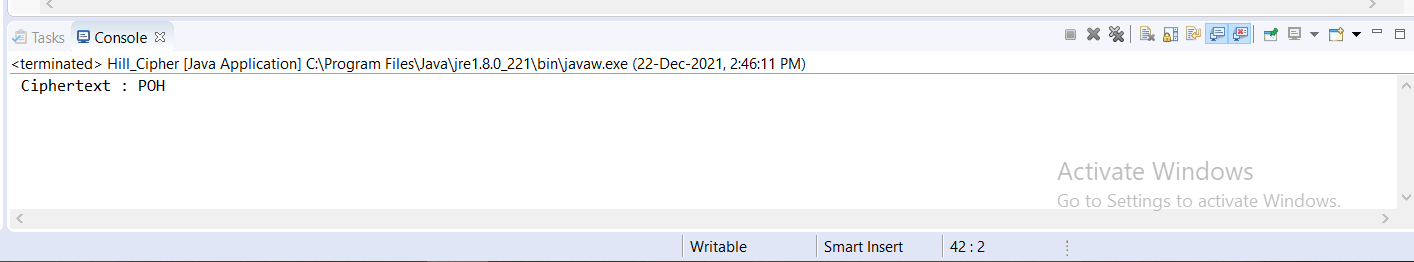 Tasks Console
<terminated> Hill_Cipher [Java Application] C:\Program Files\Java\jre1.8.0_221\bin\javaw.exe (22-Dec-2021, 2:46:11 PM)
Ciphertext : POH
Activate Windows
Go to Settings to activate Windows.
Writable Smart Insert 42 : 2